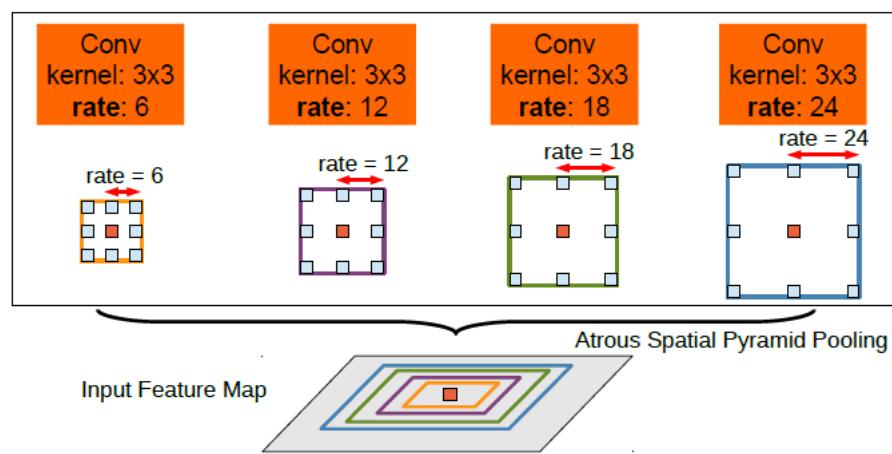 Conv
kernel: 3x3
rate: 6
Conv
kernel: 3x3
rate: 12
Conv
kernel: 3x3
rate: 18
Conv
kernel: 3x3
rate: 24
rate = 6
rate = 12
rate = 18
rate = 24
Atrous Spatial Pyramid Pooling
Input Feature Map